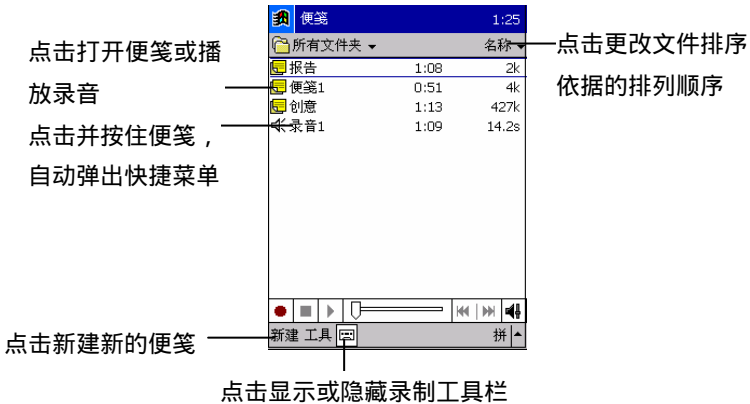 便笺 1:25
所有文件夹 名称
报告 1:08 2k
便笺1 0:51 4k
创意 1:13 427k
录音1 1:09 14.2s
新建 工具 拼
点击打开便笺或播
放录音
点击并按住便笺，
自动弹出快捷菜单
点击新建新的便笺
点击更改文件排序
依据的排列顺序
点击显示或隐藏录制工具栏